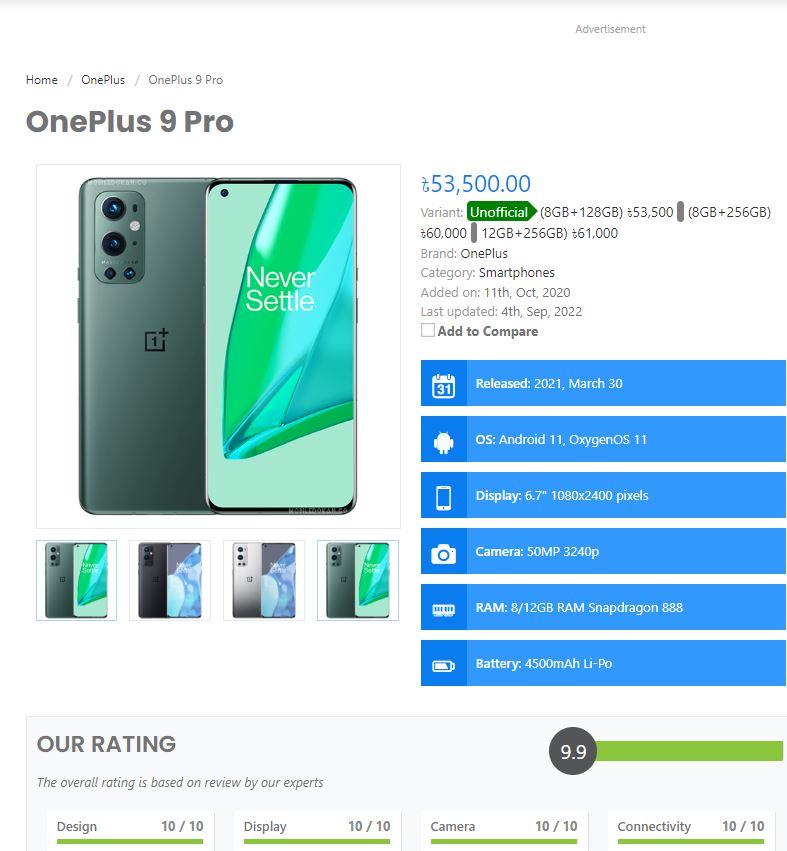 Advertisement
Home / OnePlus / OnePlus 9 Pro
OnePlus 9 Pro
MOBILEDOKAN.CO
Never
Settle
MOBILEDOKAN.CO
৳53,500.00
Variant: Unofficial (8GB+128GB) ৳53,500 (8GB+256GB)
৳60,000 12GB+256GB) ৳61,000
Brand: OnePlus
Category: Smartphones
Added on: 11th, Oct, 2020
Last updated: 4th, Sep, 2022
Add to Compare
31
Released: 2021, March 30
OS: Android 11, OxygenOS 11
Display: 6.7" 1080x2400 pixels
Camera: 50MP 3240p
RAM: 8/12GB RAM Snapdragon 888
Battery: 4500mAh Li-Po
OUR RATING
9.9
The overall rating is based on review by our experts
Design 10 / 10
Display 10 / 10
Camera 10 / 10
Connectivity 10 / 10